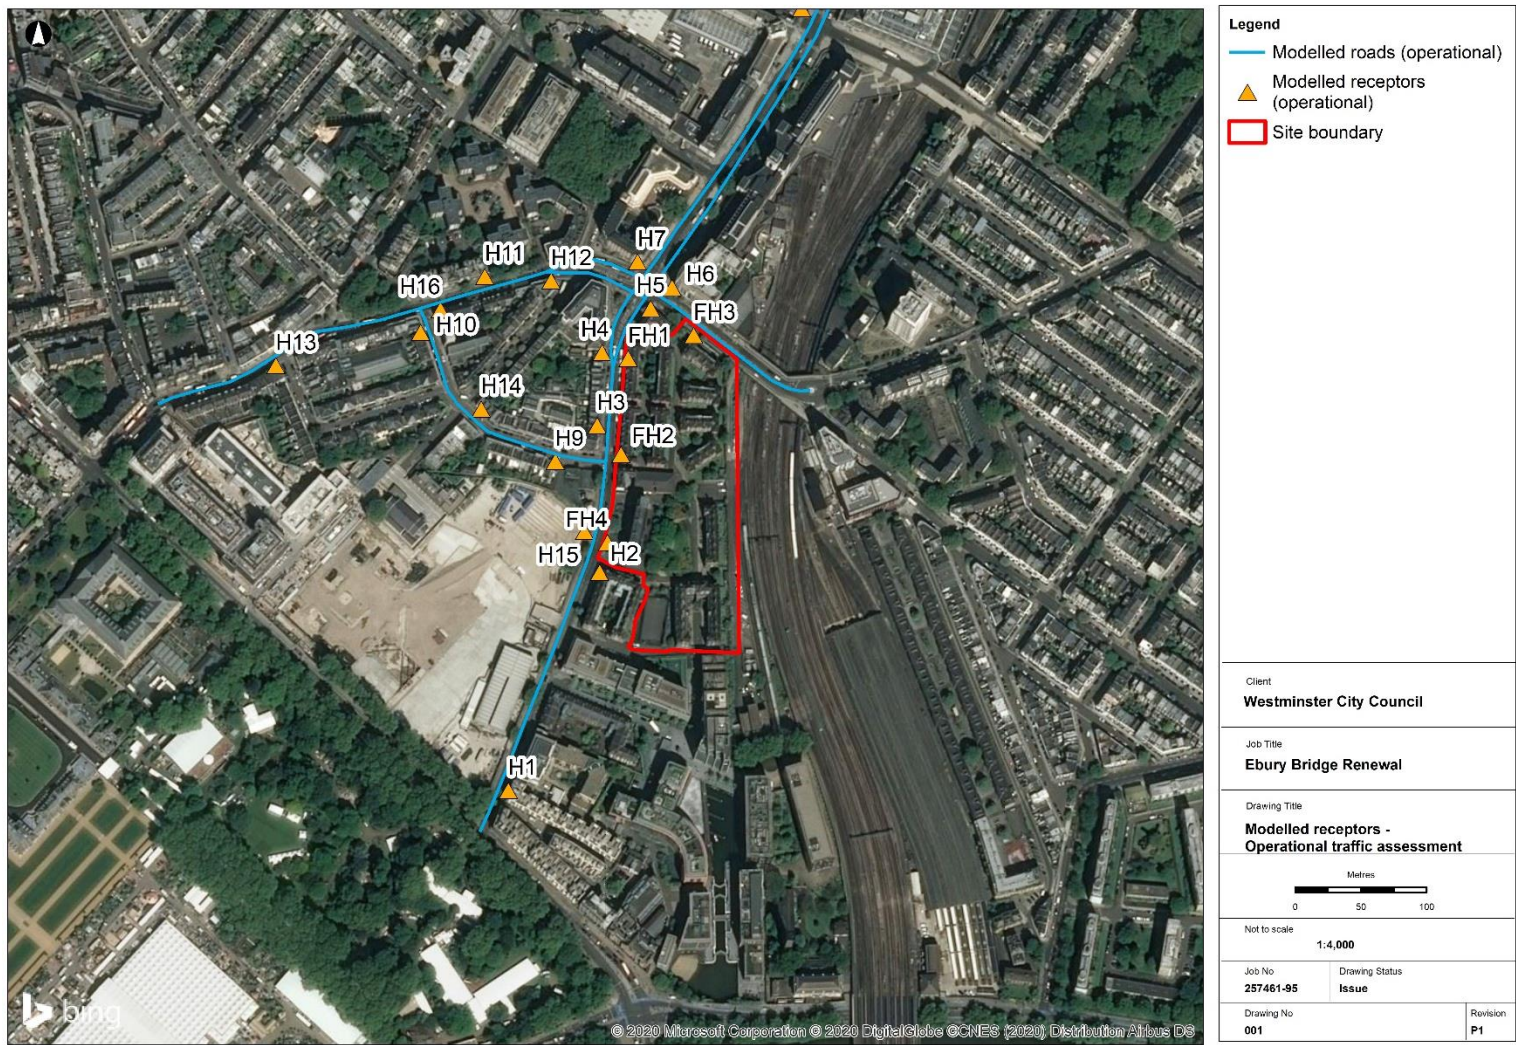 H7
H11
H12
H6
H16
H5
H10
FH3
H4
FH1
H13
H14
H3
FH2
H9
FH4
H15
H2
H1
bing
© 2020 Microsoft Corporation © 2020 DigitalGlobe ©CNES (2020) Distribution Airbus DS
Legend
Modelled roads (operational)
Modelled receptors
(operational)
Site boundary
Client
Westminster City Council
Job Title
Ebury Bridge Renewal
Drawing Title
Modelled receptors -
Operational traffic assessment
Metres
0 50 100
Not to scale
1:4,000
Job No
257461-95
Drawing Status
Issue
Drawing No
001
Revision
P1